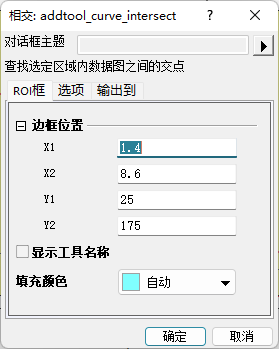 相交: addtool_curve_intersect
对话框主题
查找选定区域内数据图之间的交点
ROI框 选项 输出到
边框位置
X1 1.4
X2 8.6
Y1 25
Y2 175
显示工具名称
填充颜色 自动
确定 取消